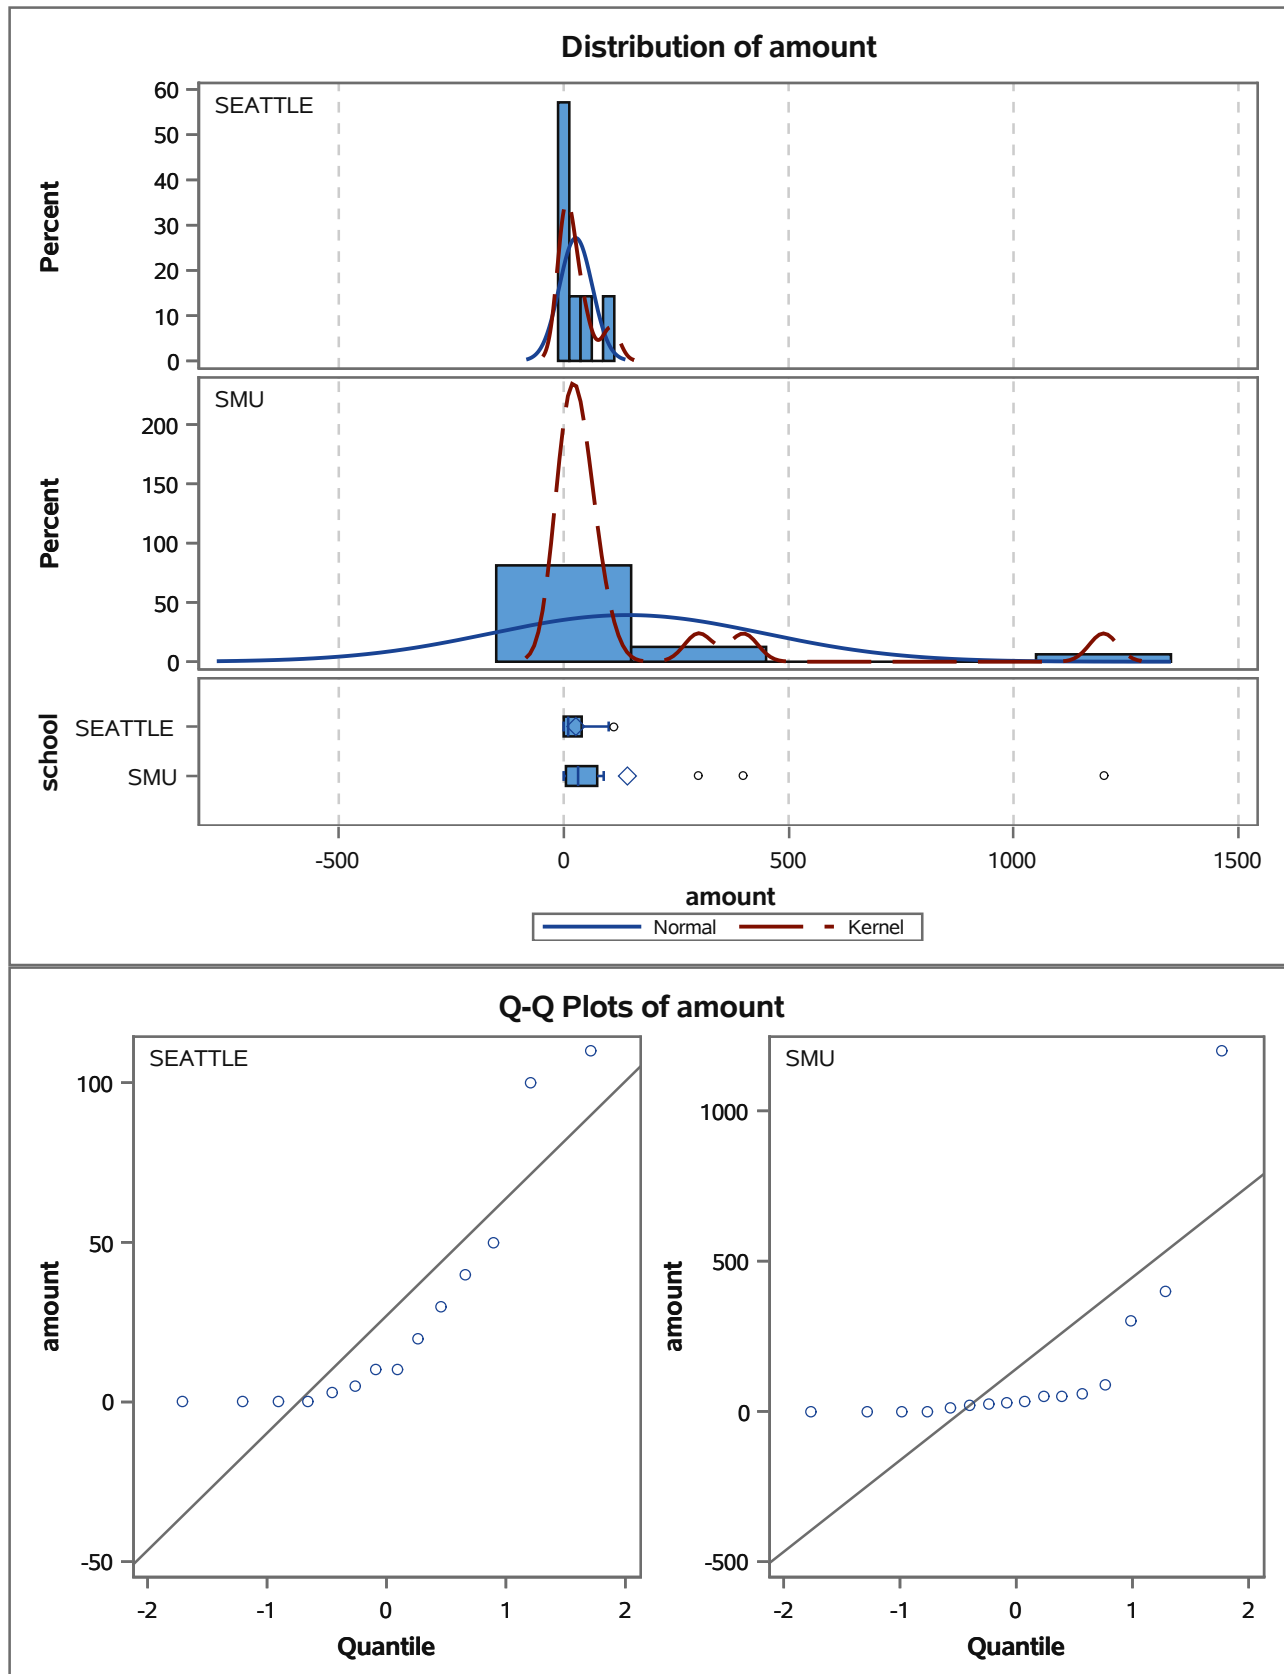 Distribution of amount
SEATTLE
60
50
40
30
20
10
0
Percent
SMU
200
150
100
50
0
Percent
school
SEATTLE
SMU
-500 0 500 1000 1500
amount
Normal Kernel
Q-Q Plots of amount
SEATTLE
100
50
0
-50
amount
-2 -1 0 1 2
Quantile
SMU
1000
500
0
-500
amount
-2 -1 0 1 2
Quantile